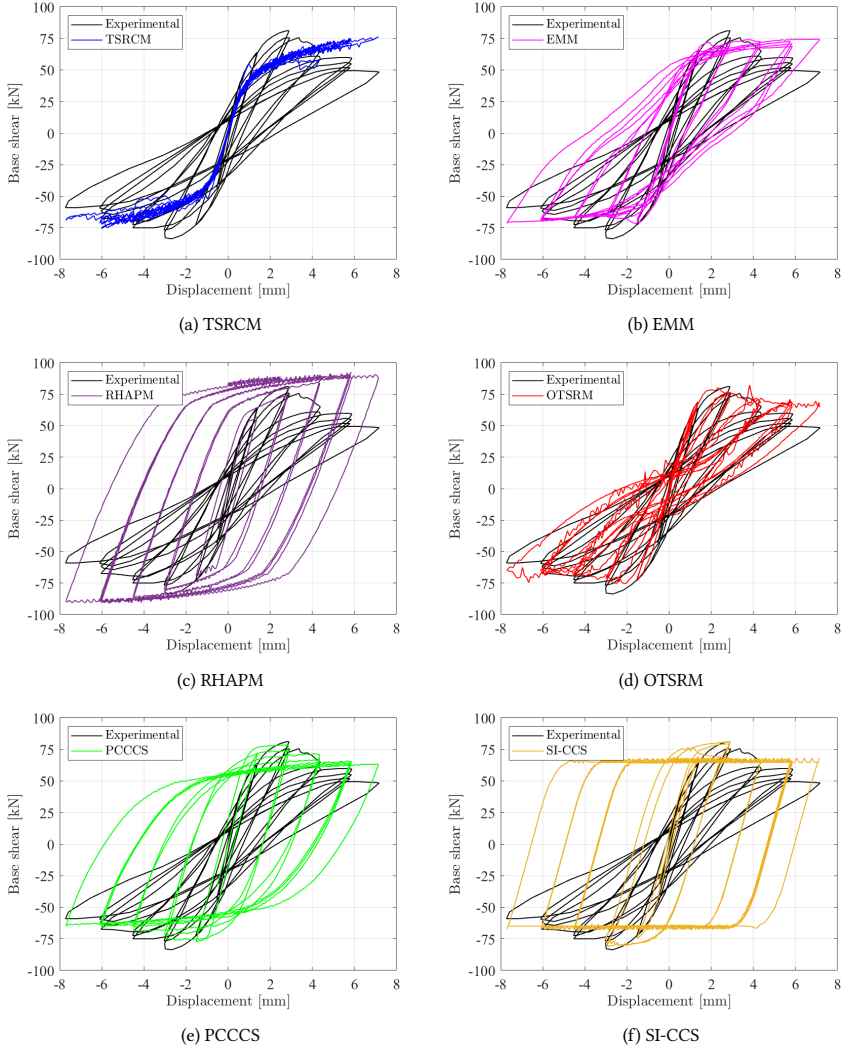 100
75
50
25
0
-25
-50
-75
-100
Base shear [kN]
Experimental
TSRCM
-8 -6 -4 -2 0 2 4 6 8
Displacement [mm]
(a) TSRCM
100
75
50
25
0
-25
-50
-75
-100
Base shear [kN]
Experimental
EMM
-8 -6 -4 -2 0 2 4 6 8
Displacement [mm]
(b) EMM
100
75
50
25
0
-25
-50
-75
-100
Base shear [kN]
Experimental
RHAPM
-8 -6 -4 -2 0 2 4 6 8
Displacement [mm]
(c) RHAPM
100
75
50
25
0
-25
-50
-75
-100
Base shear [kN]
Experimental
OTSRM
-8 -6 -4 -2 0 2 4 6 8
Displacement [mm]
(d) OTSRM
100
75
50
25
0
-25
-50
-75
-100
Base shear [kN]
Experimental
PCCCS
-8 -6 -4 -2 0 2 4 6 8
Displacement [mm]
(e) PCCCS
100
75
50
25
0
-25
-50
-75
-100
Base shear [kN]
Experimental
SI-CCS
-8 -6 -4 -2 0 2 4 6 8
Displacement [mm]
(f) SI-CCS